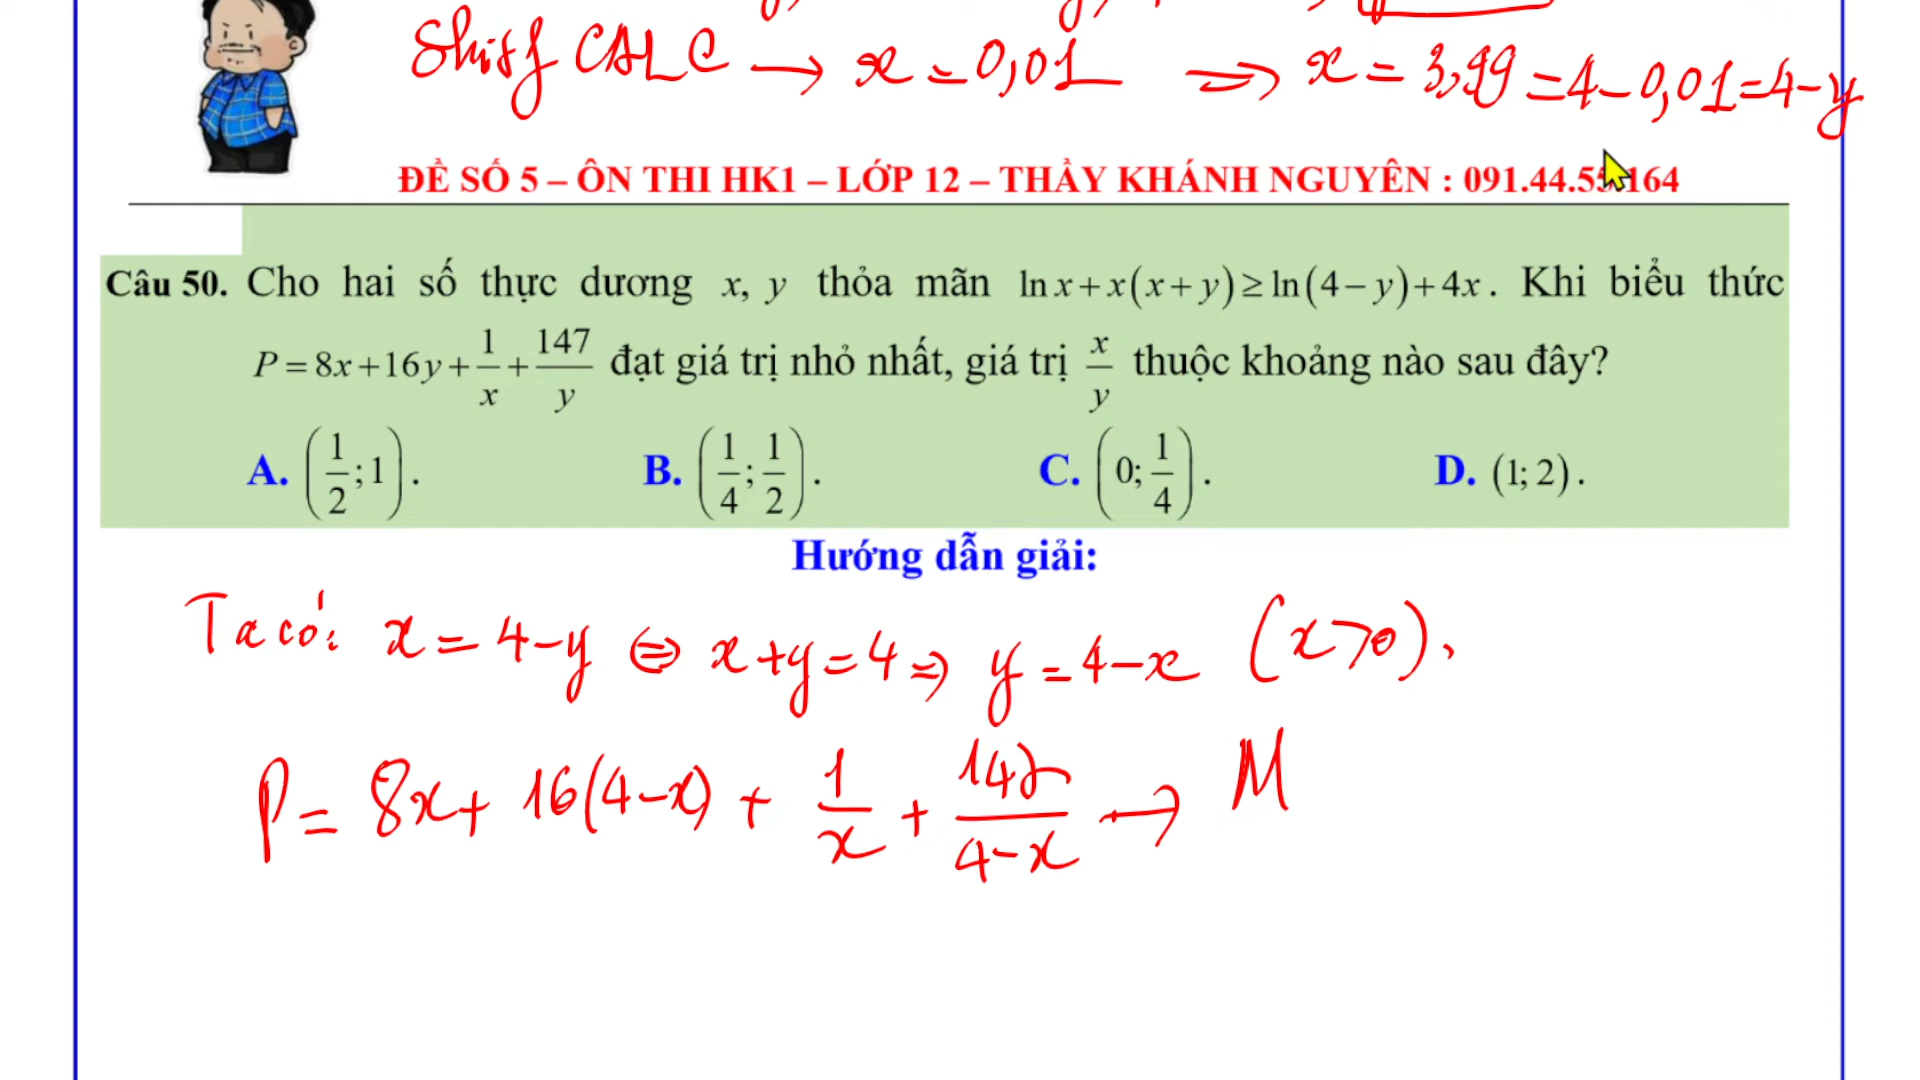 Shift CALC → x = 0,01 ⇒ x = 3,99 = 4 - 0,01 = 4 - y
ĐỀ SỐ 5 – ÔN THI HK1 – LỚP 12 – THẦY KHÁNH NGUYÊN : 091.44.55.164
Câu 50. Cho hai số thực dương x, y thỏa mãn ln x + x(x + y) ≥ ln(4 − y) + 4x. Khi biểu thức
P = 8x + 16y + 1/x + 147/y đạt giá trị nhỏ nhất, giá trị x/y thuộc khoảng nào sau đây?
A. (1/2; 1). B. (1/4; 1/2). C. (0; 1/4). D. (1; 2).
Hướng dẫn giải:
Ta có: x = 4 - y ⇔ x + y = 4 ⇒ y = 4 - x (x > 0).
P = 8x + 16(4 - x) + 1/x + 147/(4 - x) → M